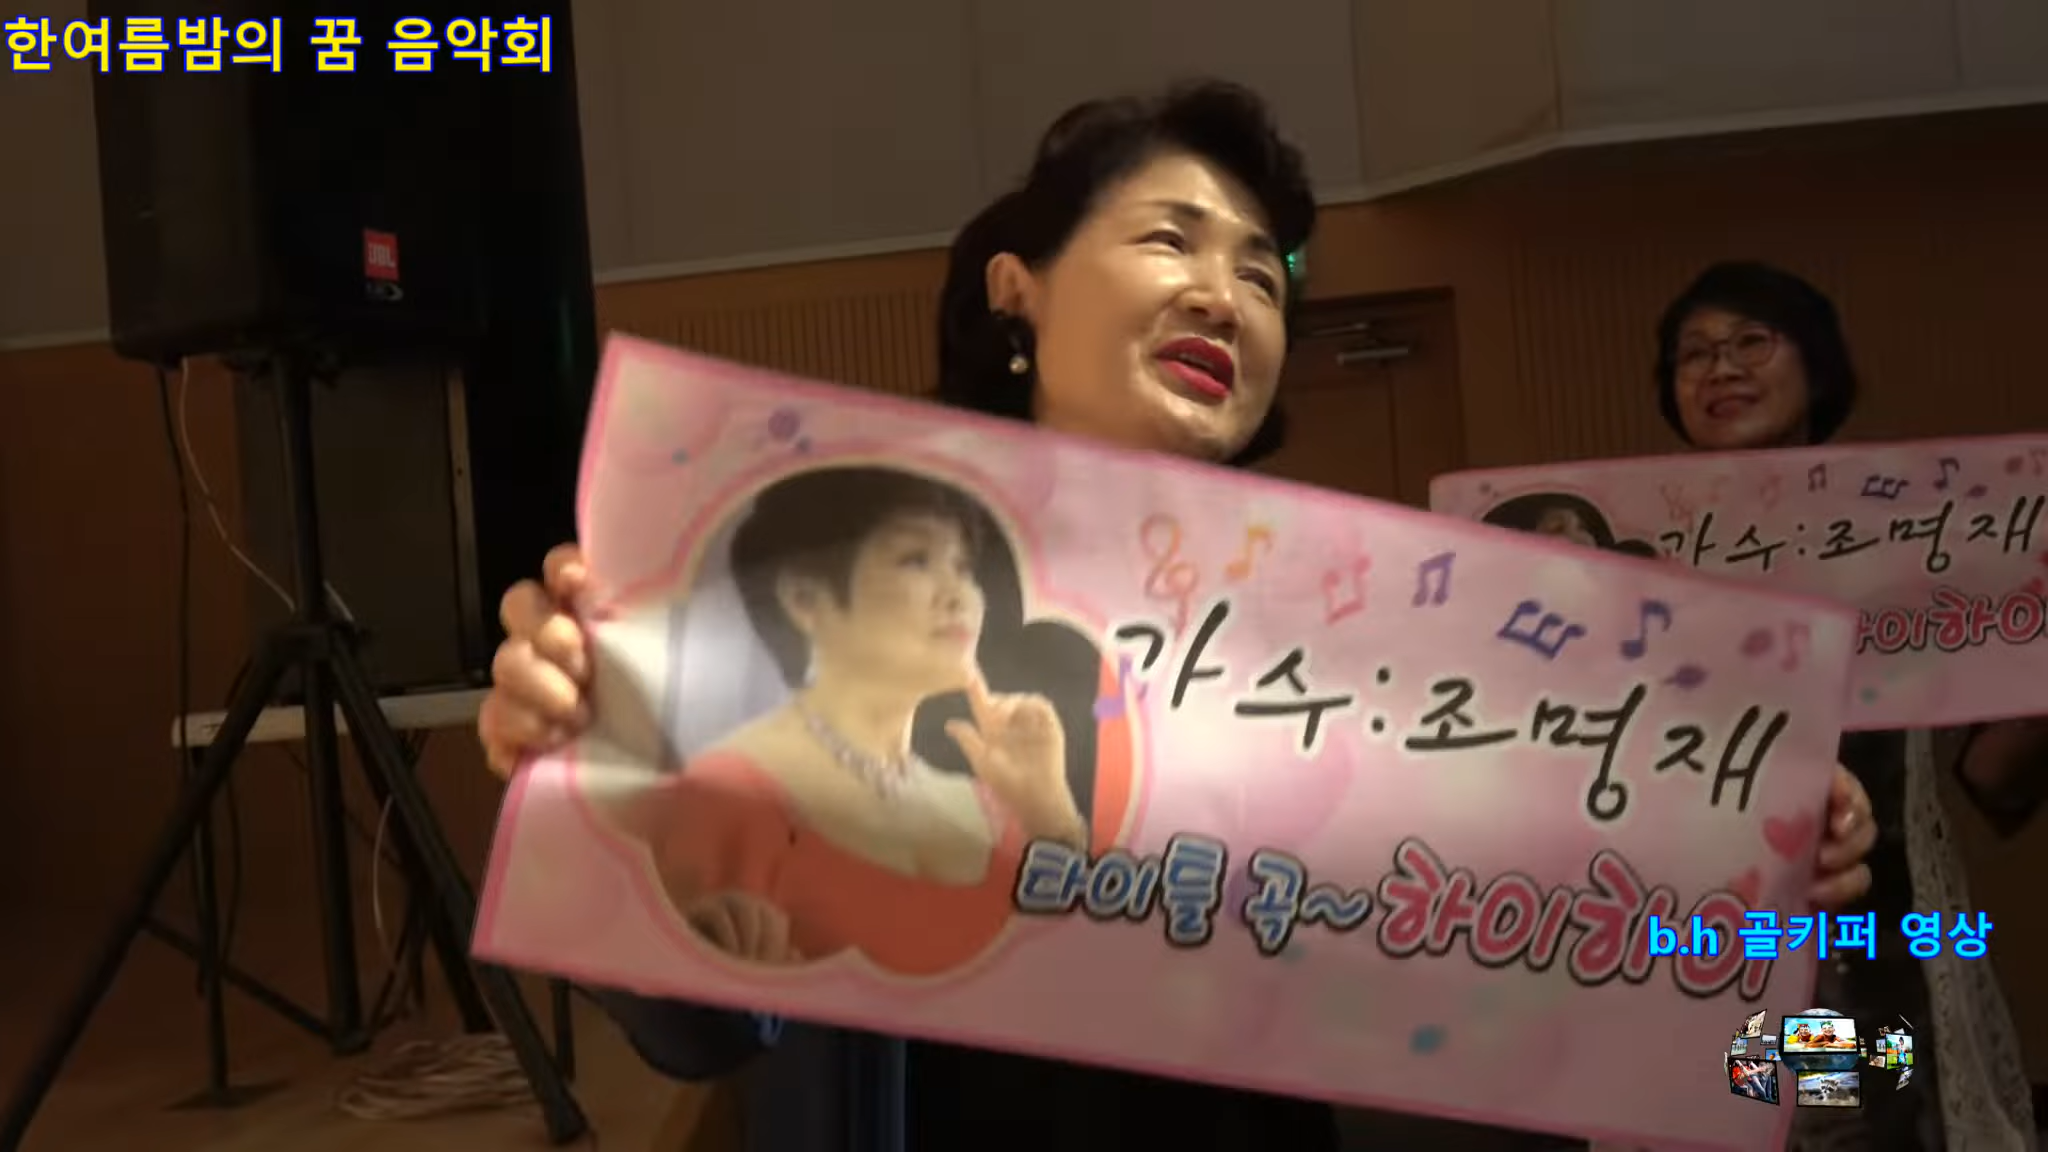 한여름밤의 꿈 음악회
JBL
가수:조명재
타이틀 곡~하이하이
가수:조명재
하이하이
b.h 골키퍼 영상